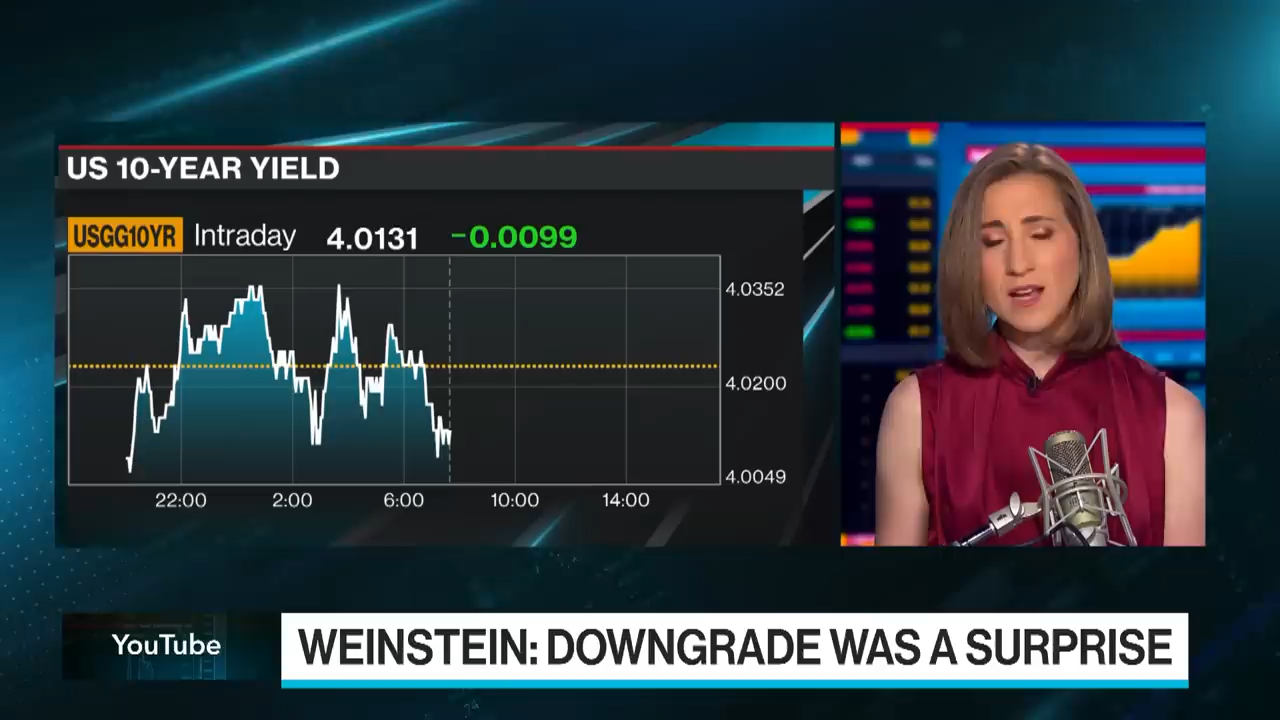 US 10-YEAR YIELD
USGG10YR Intraday 4.0131 -0.0099
4.0352
4.0200
4.0049
22:00 2:00 6:00 10:00 14:00
YouTube
WEINSTEIN: DOWNGRADE WAS A SURPRISE